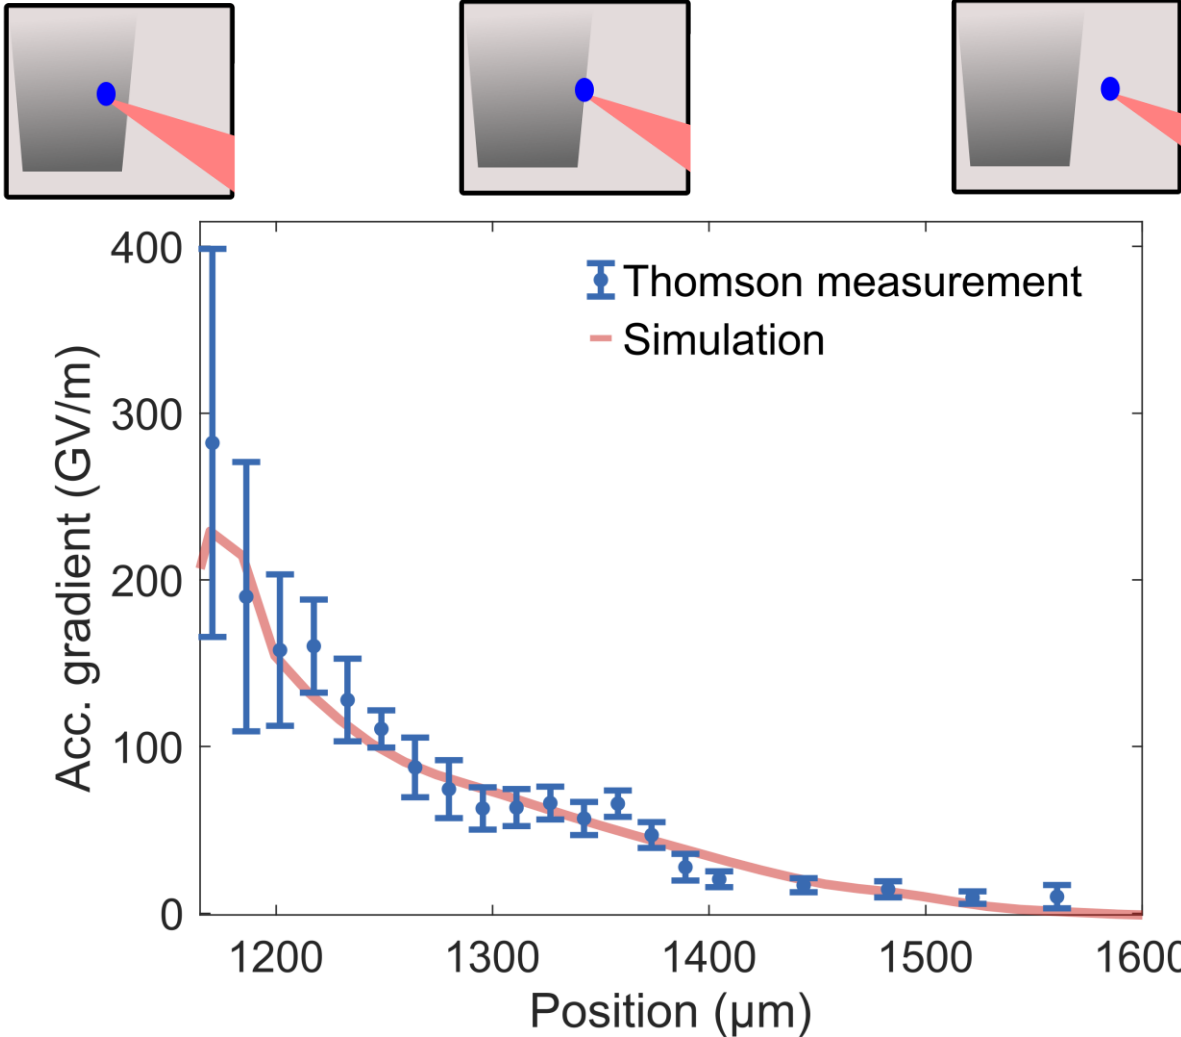 400
300
200
100
0
Acc. gradient (GV/m)
Thomson measurement
Simulation
1200
1300
1400
1500
1600
Position (μm)